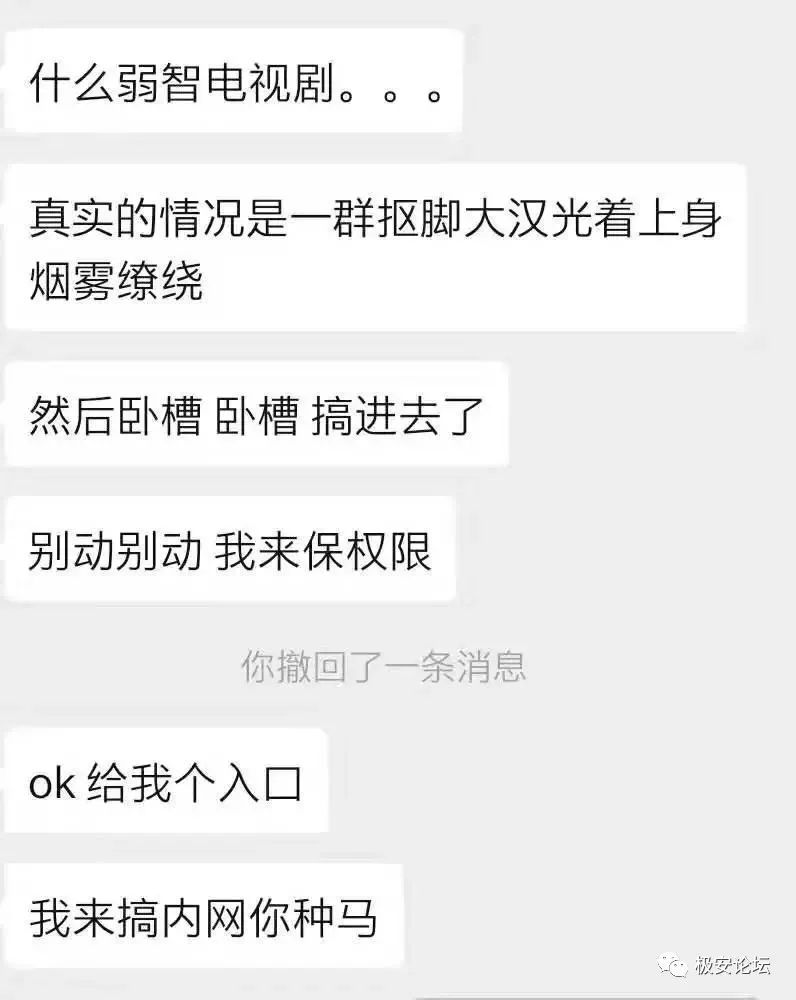 什么弱智电视剧。。。
真实的情况是一群抠脚大汉光着上身
烟雾缭绕
然后卧槽 卧槽 搞进去了
别动别动 我来保权限
你撤回了一条消息
ok 给我个入口
我来搞内网你种马
极安论坛